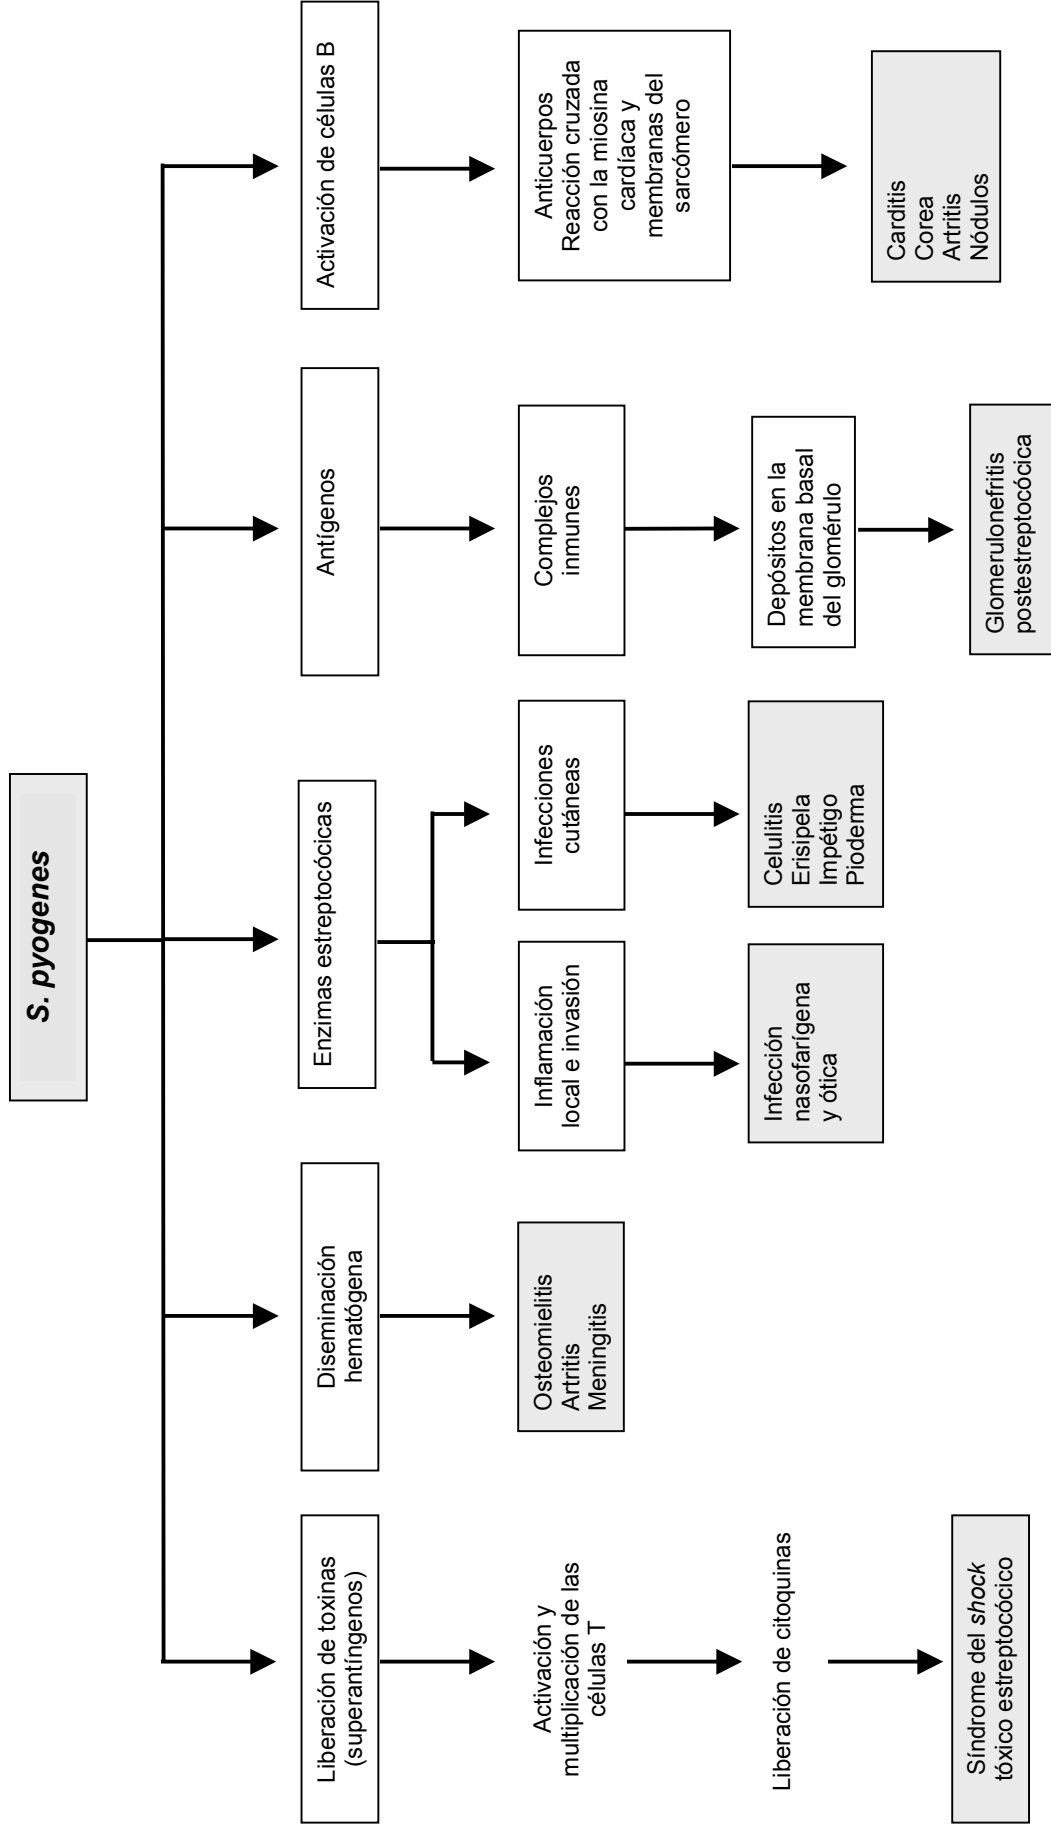 S. pyogenes
Liberación de toxinas
(superantíngenos)
Diseminación
hematógena
Enzimas estreptocócicas
Antígenos
Activación de células B
Activación y
multiplicación de las
células T
Osteomielitis
Artritis
Meningitis
Inflamación
local e invasión
Infecciones
cutáneas
Complejos
inmunes
Anticuerpos
Reacción cruzada
con la miosina
cardíaca y
membranas del
sarcómero
Liberación de citoquinas
Infección
nasofarígena
y ótica
Celulitis
Erisipela
Impétigo
Pioderma
Depósitos en la
membrana basal
del glomérulo
Carditis
Corea
Artritis
Nódulos
Síndrome del shock
tóxico estreptocócico
Glomerulonefritis
postestreptocócica